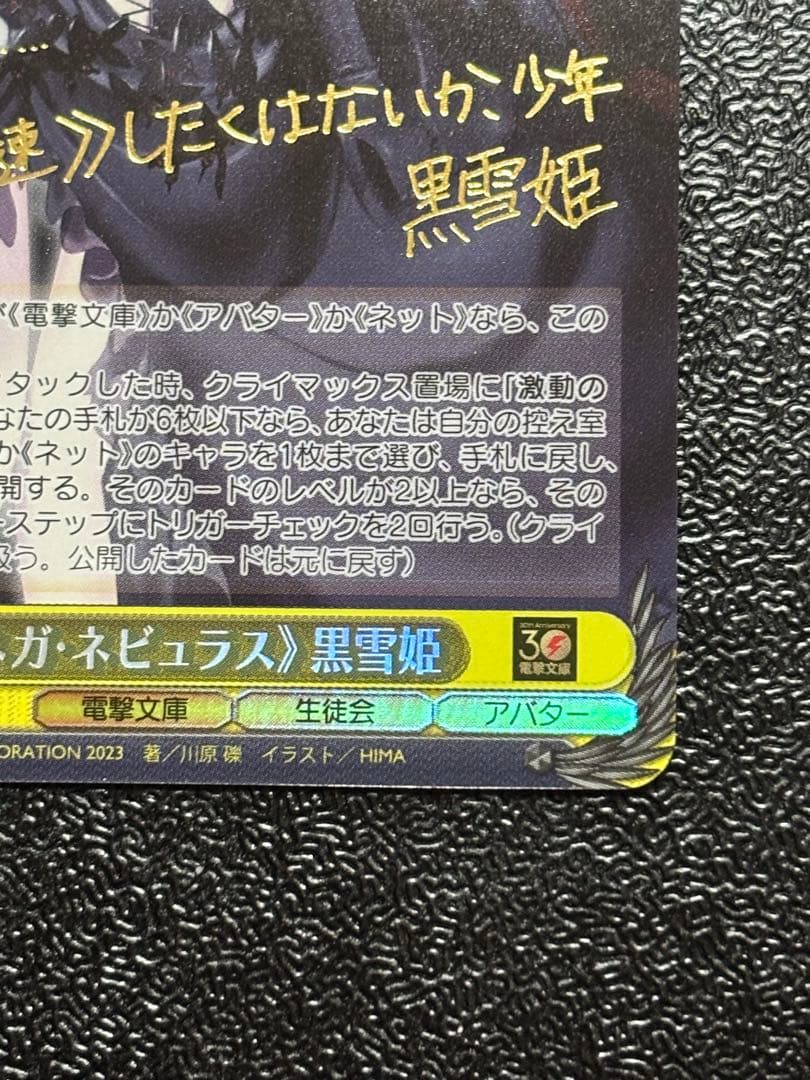 速》したくはないか、少年
黒雪姫
《電撃文庫》か《アバター》か《ネット》なら、この
タックした時、クライマックス置場に「激動の
なたの手札が6枚以下なら、あなたは自分の控え室
か《ネット》のキャラを1枚まで選び、手札に戻し、
開する。そのカードのレベルが2以上なら、その
ーステップにトリガーチェックを2回行う。(クライ
扱う。公開したカードは元に戻す)
ガ・ネビュラス》黒雪姫
30th Anniversary
30
電撃文庫
電撃文庫 生徒会 アバター
ORATION 2023 著／川原 礫 イラスト／HIMA